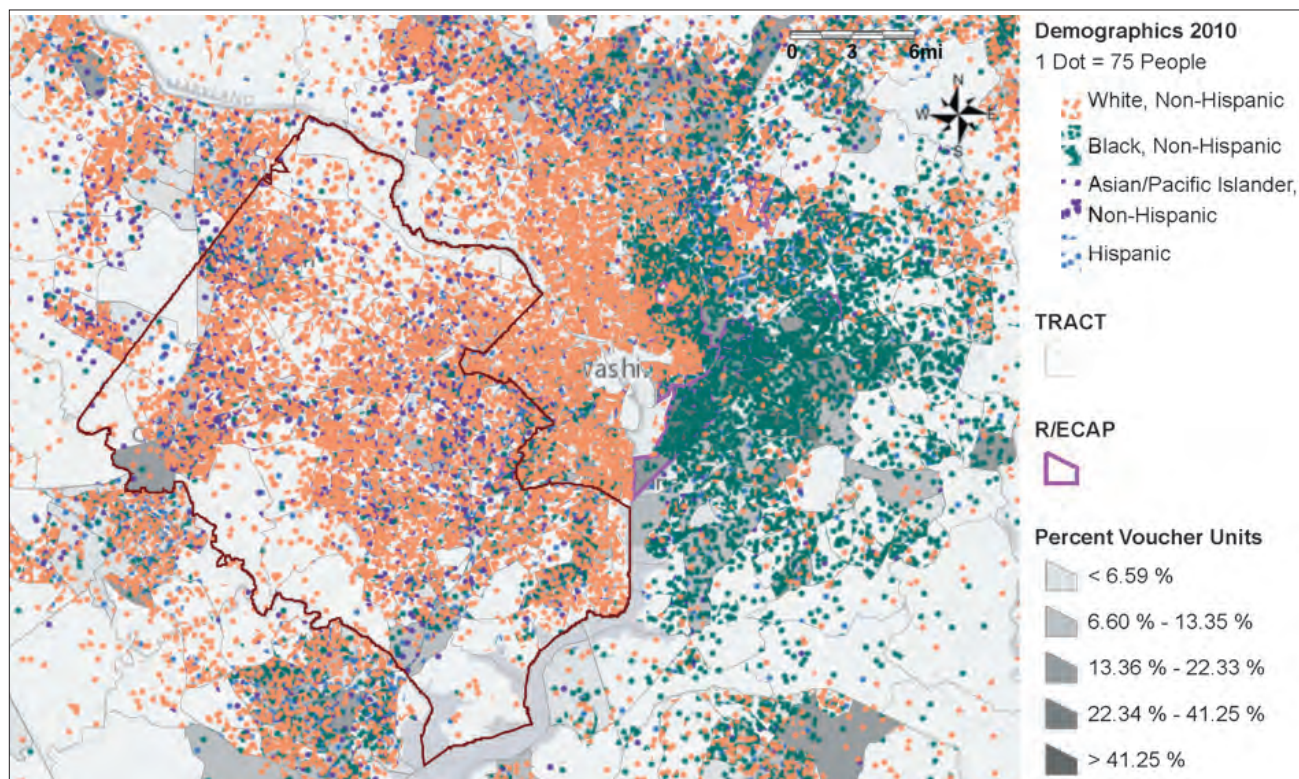 MARYLAND
0 3 6mi
N
W E
S
vashi
Demographics 2010
1 Dot = 75 People
White, Non-Hispanic
Black, Non-Hispanic
Asian/Pacific Islander,
Non-Hispanic
Hispanic
TRACT
R/ECAP
Percent Voucher Units
< 6.59 %
6.60 % - 13.35 %
13.36 % - 22.33 %
22.34 % - 41.25 %
> 41.25 %